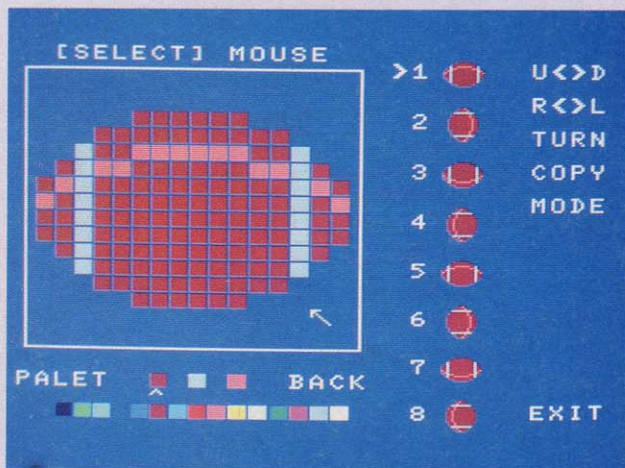 [SELECT] MOUSE
>1
U<>D
2
R<>L
TURN
3
COPY
4
MODE
5
6
PALET
BACK
7
8
EXIT